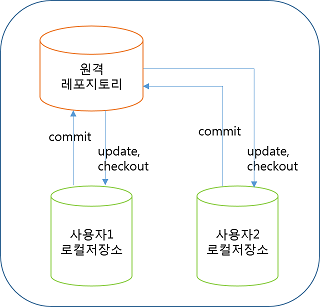 원격
레포지토리
commit
update,
checkout
commit
update,
checkout
사용자1
로컬저장소
사용자2
로컬저장소